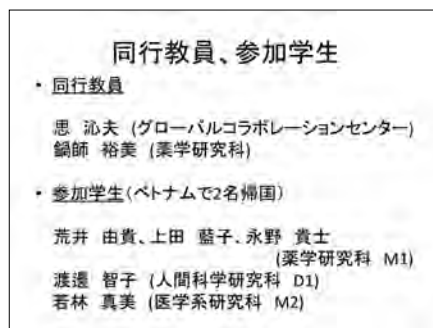 同行教員、参加学生
• 同行教員
思 沁夫 (グローバルコラボレーションセンター)
鍋師 裕美 (薬学研究科)
• 参加学生(ベトナムで2名帰国)
荒井 由貴、上田 藍子、永野 貴士
(薬学研究科 M1)
渡邊 智子 (人間科学研究科 D1)
若林 真美 (医学系研究科 M2)